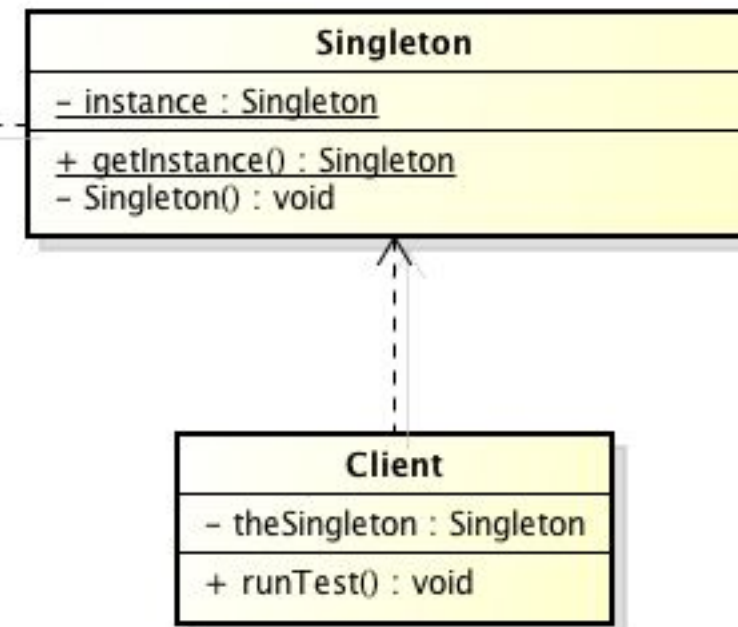 Singleton
- instance : Singleton
+ getInstance() : Singleton
- Singleton() : void
Client
- theSingleton : Singleton
+ runTest() : void